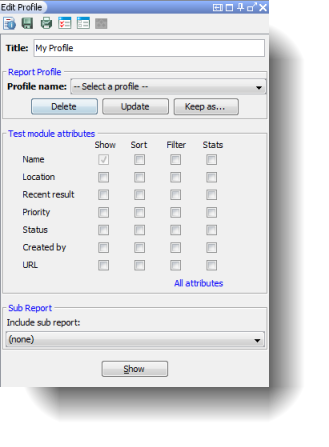 Edit Profile
Title: My Profile
Report Profile
Profile name: -- Select a profile --
Delete Update Keep as...
Test module attributes
Show Sort Filter Stats
Name
Location
Recent result
Priority
Status
Created by
URL
All attributes
Sub Report
Include sub report:
(none)
Show